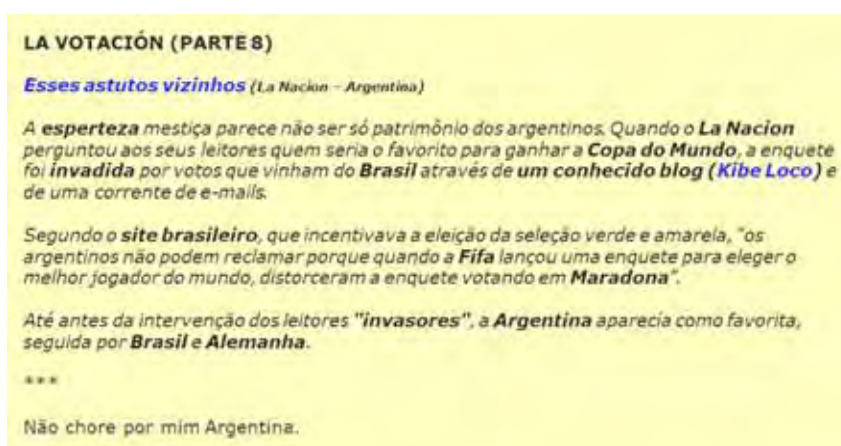 LA VOTACIÓN (PARTE 8)
Esses astutos vizinhos (La Nacion - Argentina)
A esperteza mestiça parece não ser só patrimônio dos argentinos. Quando o La Nacion
perguntou aos seus leitores quem seria o favorito para ganhar a Copa do Mundo, a enquete
foi invadida por votos que vinham do Brasil através de um conhecido blog (Kibe Loco) e
de uma corrente de e-mails.
Segundo o site brasileiro, que incentivava a eleição da seleção verde e amarela, "os
argentinos não podem reclamar porque quando a Fifa lançou uma enquete para eleger o
melhor jogador do mundo, distorceram a enquete votando em Maradona".
Até antes da intervenção dos leitores "invasores", a Argentina aparecia como favorita,
seguida por Brasil e Alemanha.
***
Não chore por mim Argentina.